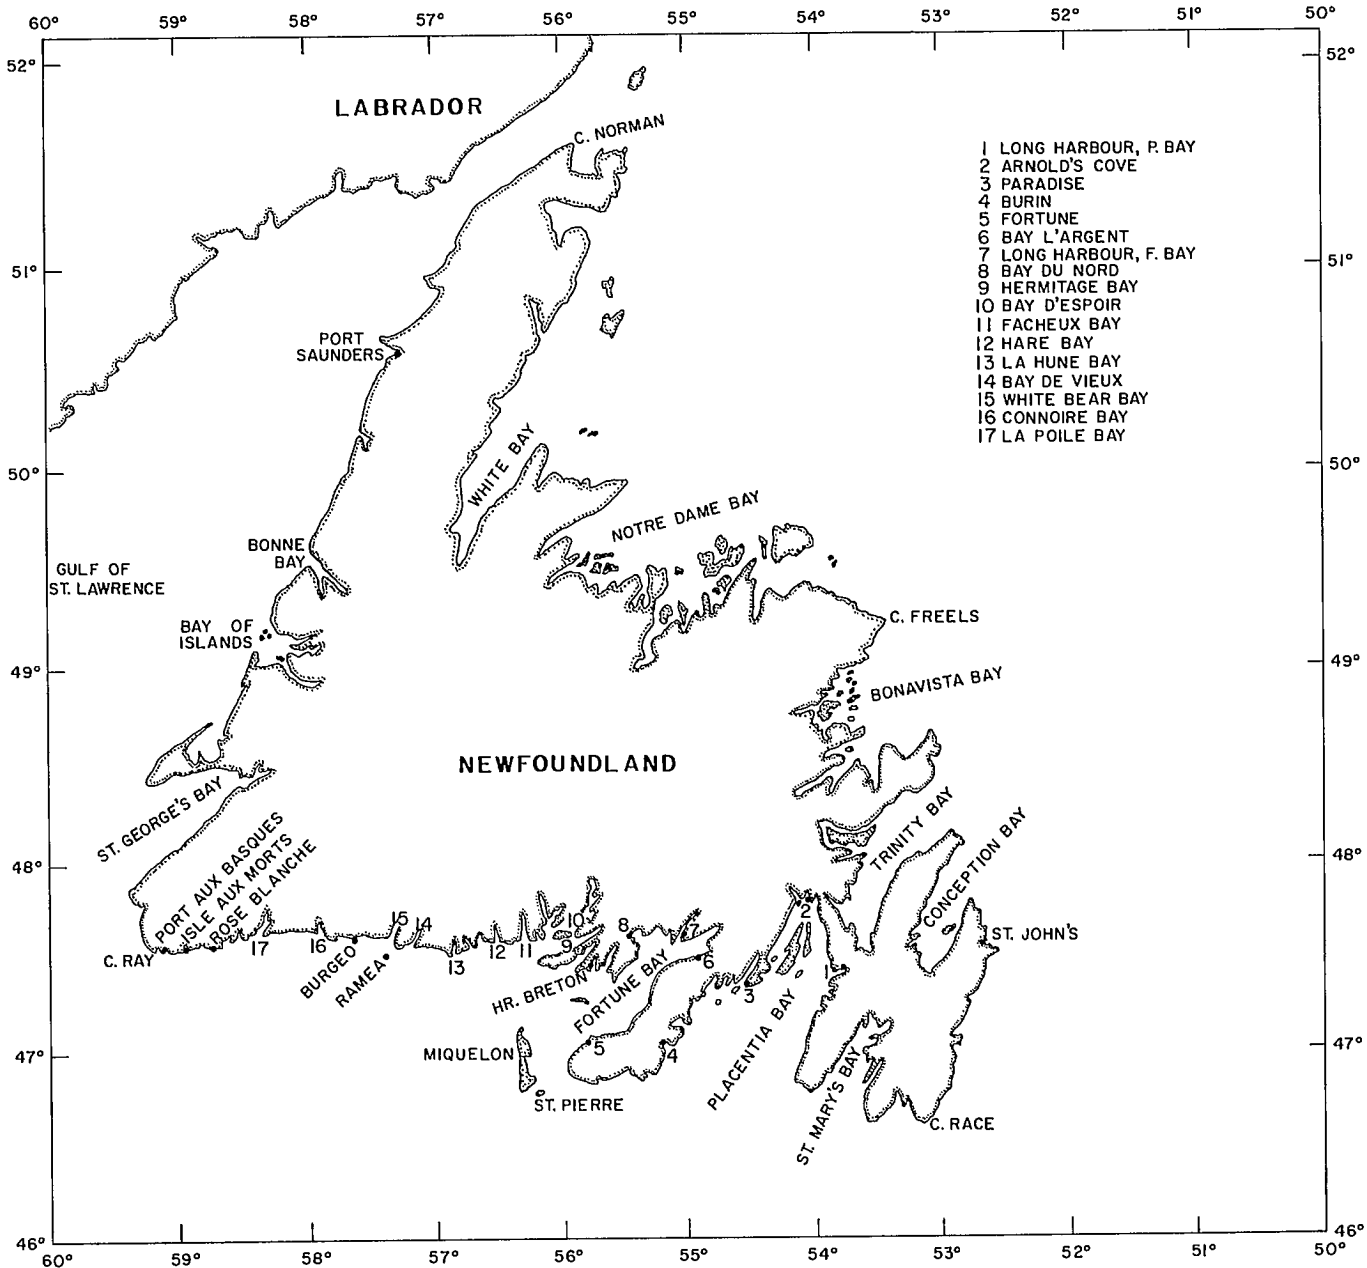 60° 59° 58° 57° 56° 55° 54° 53° 52° 51° 50°
52° 52°
LABRADOR
C. NORMAN
1 LONG HARBOUR, P. BAY
2 ARNOLD'S COVE
3 PARADISE
4 BURIN
5 FORTUNE
6 BAY L'ARGENT
7 LONG HARBOUR, F. BAY
8 BAY DU NORD
9 HERMITAGE BAY
10 BAY D'ESPOIR
11 FACHEUX BAY
12 HARE BAY
13 LA HUNE BAY
14 BAY DE VIEUX
15 WHITE BEAR BAY
16 CONNOIRE BAY
17 LA POILE BAY
51° 51°
PORT
SAUNDERS
50° 50°
WHITE BAY
NOTRE DAME BAY
BONNE
BAY
GULF OF
ST. LAWRENCE
BAY OF
ISLANDS
C. FREELS
49° 49°
BONAVISTA BAY
NEWFOUNDLAND
ST. GEORGE'S BAY
TRINITY BAY
CONCEPTION BAY
48° 48°
PORT AUX BASQUES
ISLE AUX MORTS
ROSE BLANCHE
C. RAY
17
16
BURGEO
RAMEA
15
14
13
12
11
10
9
8
7
6
HR. BRETON
FORTUNE BAY
5
4
3
2
1
ST. JOHN'S
PLACENTIA BAY
ST. MARY'S BAY
47° 47°
MIQUELON
ST. PIERRE
C. RACE
46° 46°
60° 59° 58° 57° 56° 55° 54° 53° 52° 51° 50°